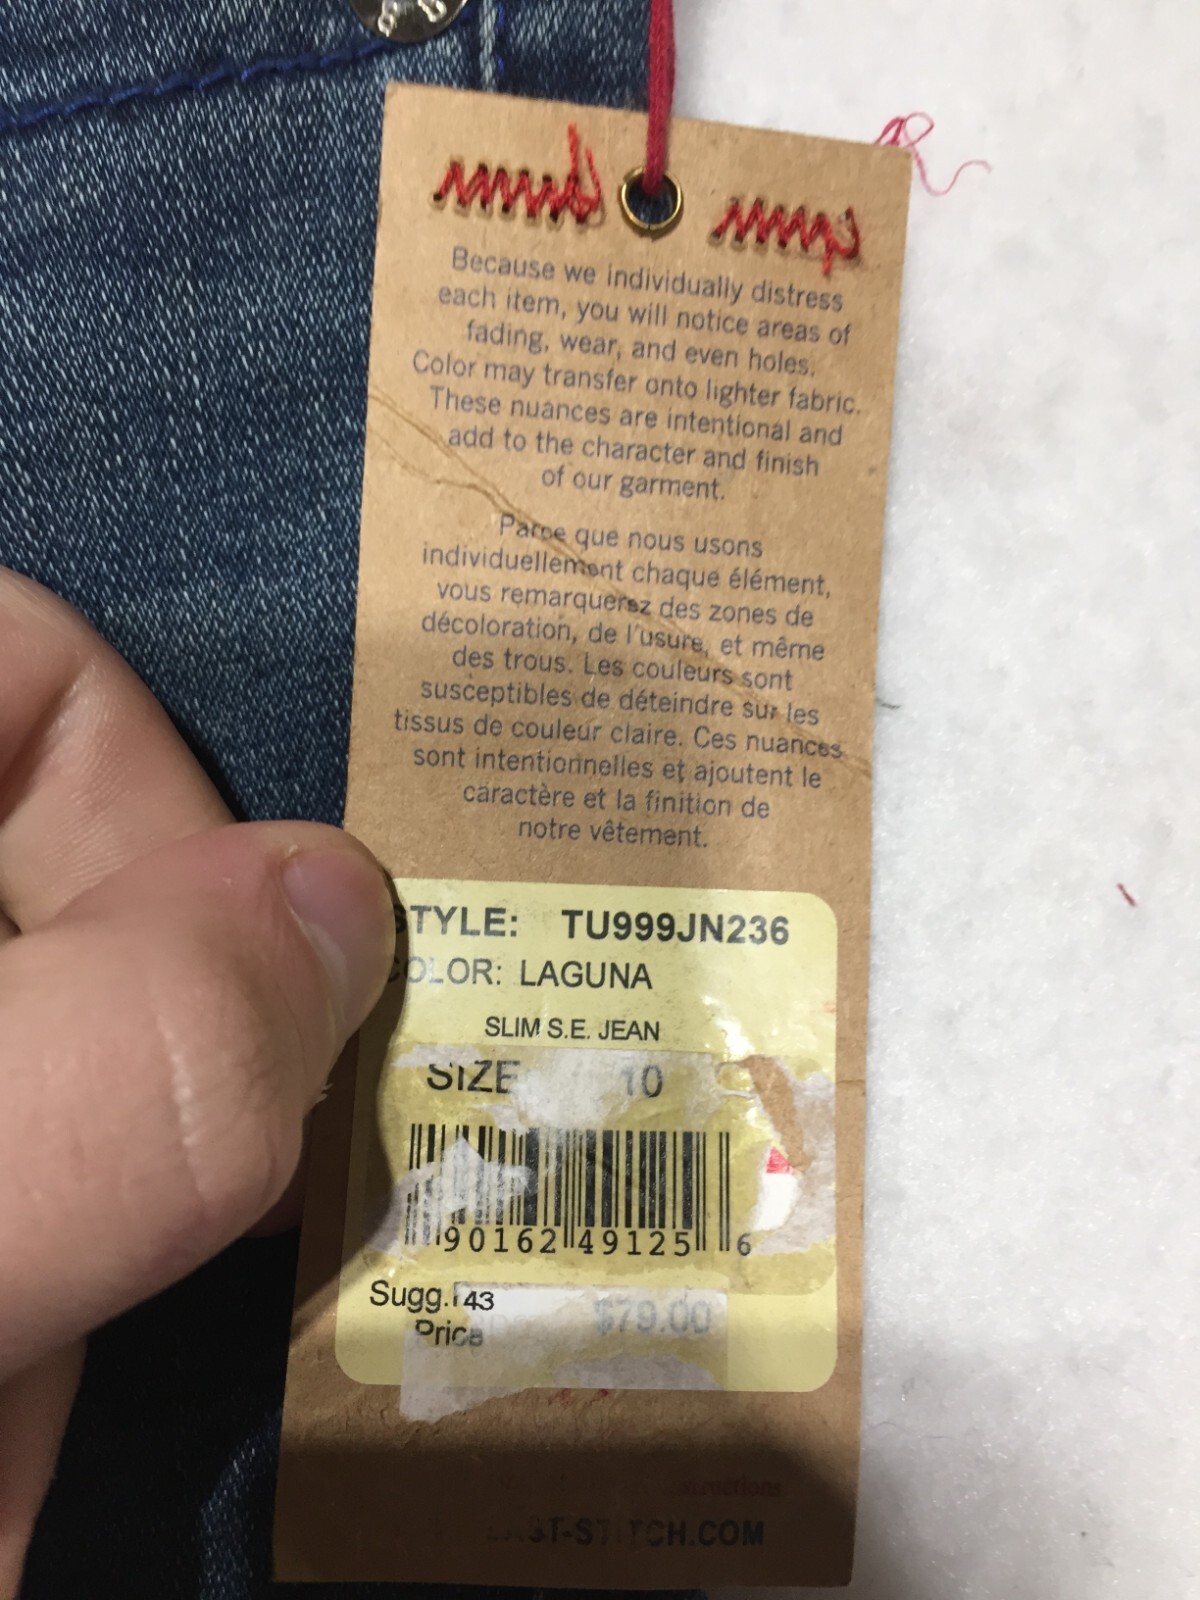 Because we individually distress
each item, you will notice areas of
fading, wear, and even holes.
Color may transfer onto lighter fabric.
These nuances are intentional and
add to the character and finish
of our garment.
Parce que nous usons
individuellement chaque élément,
vous remarquerez des zones de
décoloration, de l'usure, et même
des trous. Les couleurs sont
susceptibles de déteindre sur les
tissus de couleur claire. Ces nuances
sont intentionnelles et ajoutent le
caractère et la finition de
notre vêtement.
STYLE: TU999JN236
COLOR: LAGUNA
SLIM S.E. JEAN
SIZE 10
90162 49125 6
Sugg. 43
Price $79.00